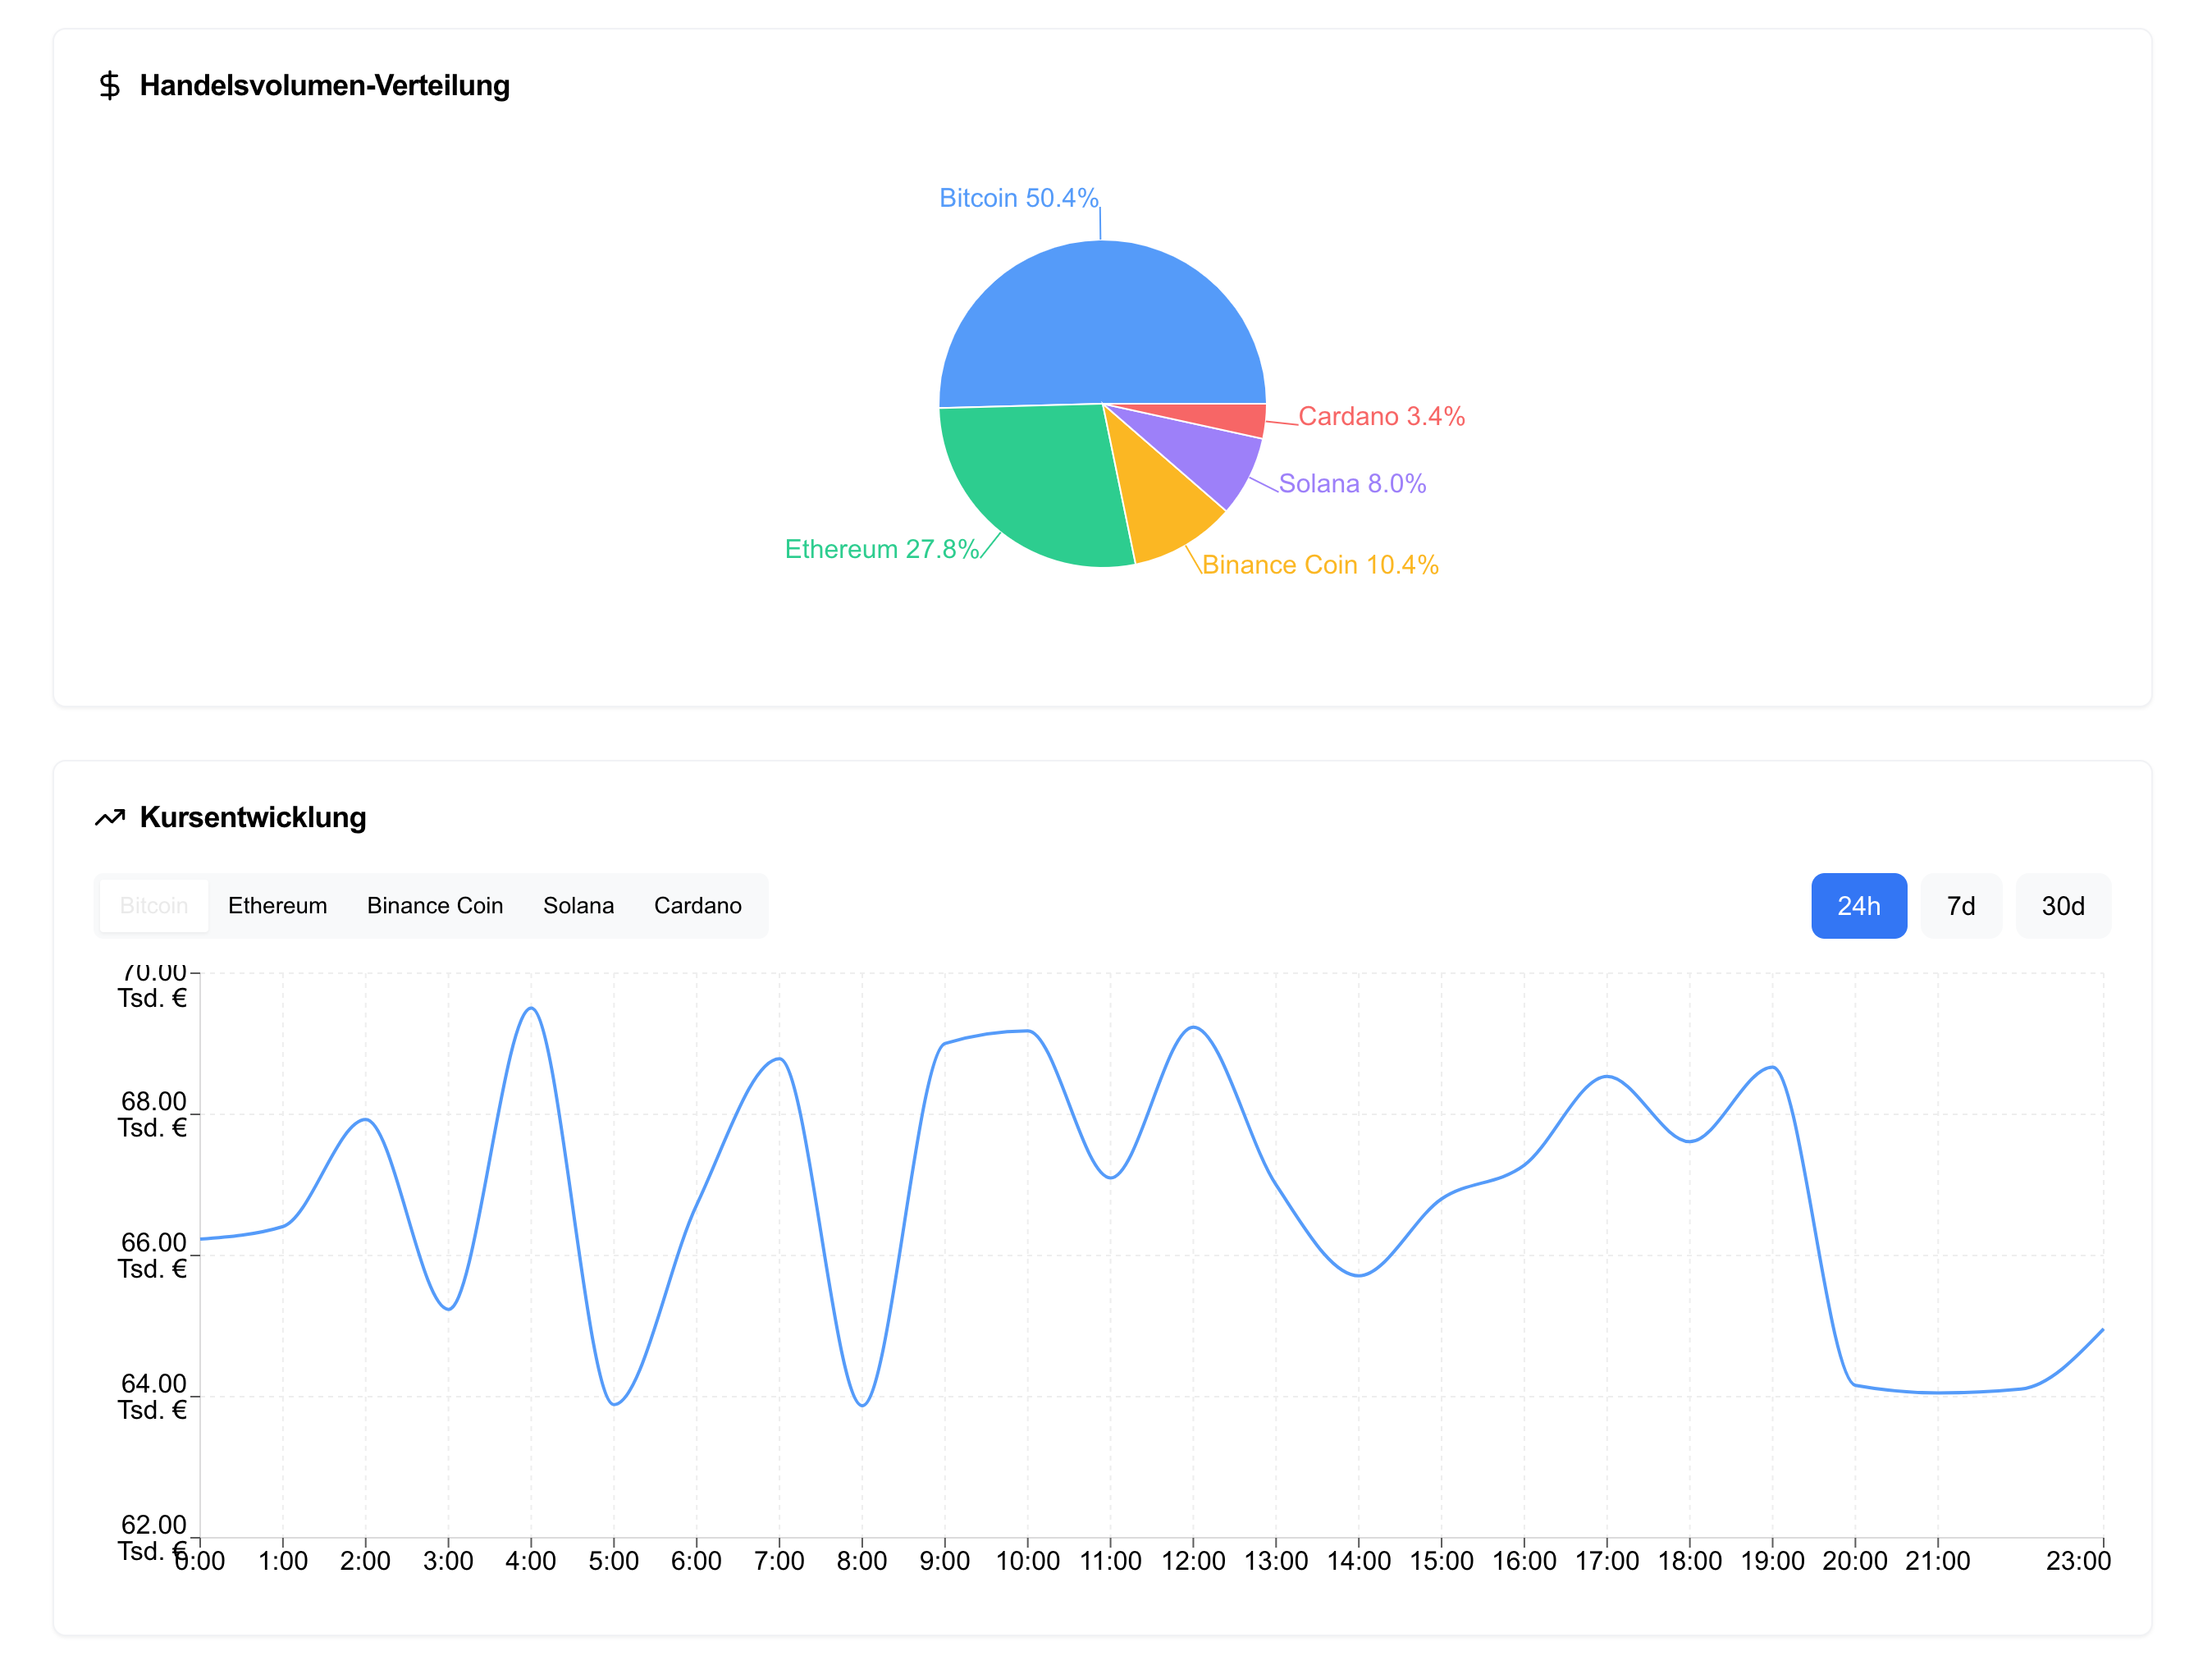 Handelsvolumen-Verteilung
Bitcoin 50.4%
Cardano 3.4%
Solana 8.0%
Ethereum 27.8%
Binance Coin 10.4%
Kursentwicklung
Bitcoin Ethereum Binance Coin Solana Cardano
24h 7d 30d
70.00
Tsd. €
68.00
Tsd. €
66.00
Tsd. €
64.00
Tsd. €
62.00
Tsd. €
0:00 1:00 2:00 3:00 4:00 5:00 6:00 7:00 8:00 9:00 10:00 11:00 12:00 13:00 14:00 15:00 16:00 17:00 18:00 19:00 20:00 21:00 23:00